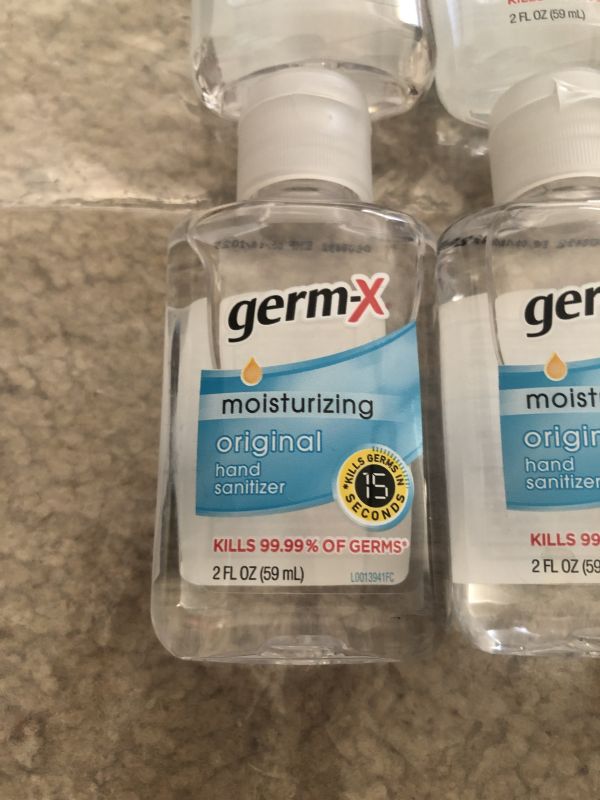 2 FL OZ (59 mL)
germ-X
moisturizing
original
hand
sanitizer
*KILLS GERMS IN
15
SECONDS
KILLS 99.99% OF GERMS*
2 FL OZ (59 mL)
L0013941FC
ger
moist
origin
hand
sanitizer
KILLS 99
2 FL OZ (59